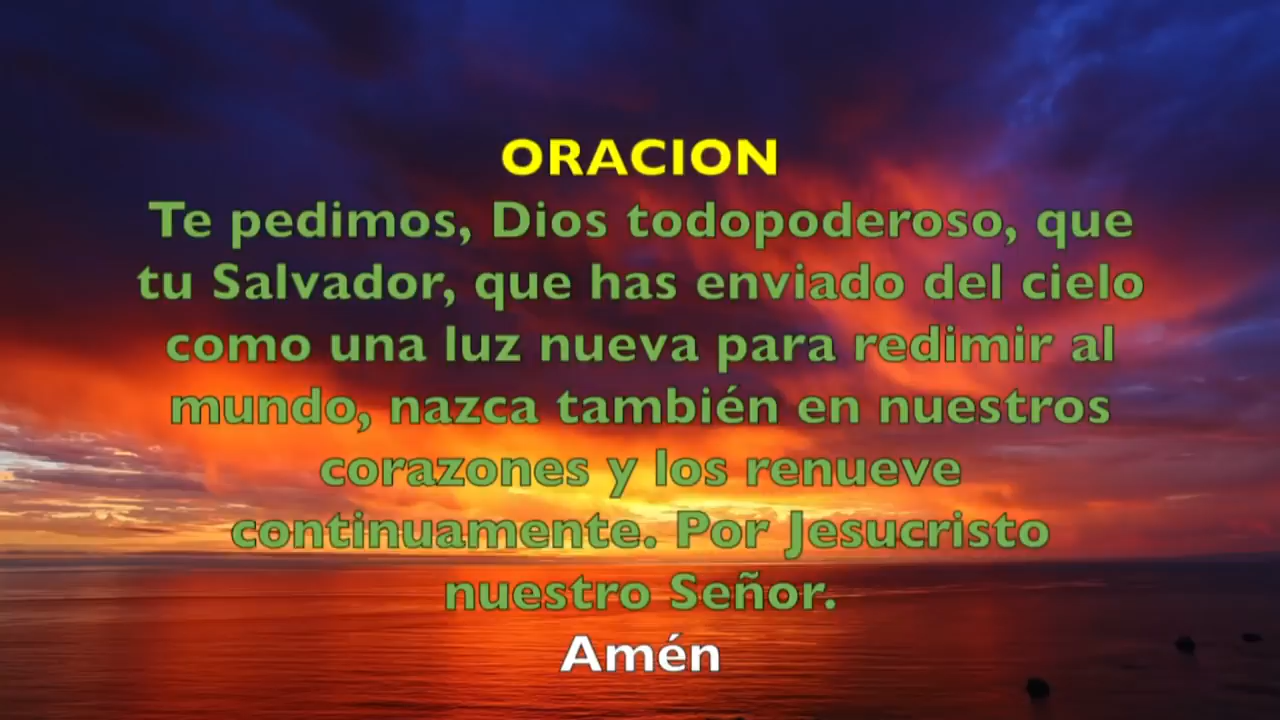 ORACION
Te pedimos, Dios todopoderoso, que
tu Salvador, que has enviado del cielo
como una luz nueva para redimir al
mundo, nazca también en nuestros
corazones y los renueve
continuamente. Por Jesucristo
nuestro Señor.
Amén